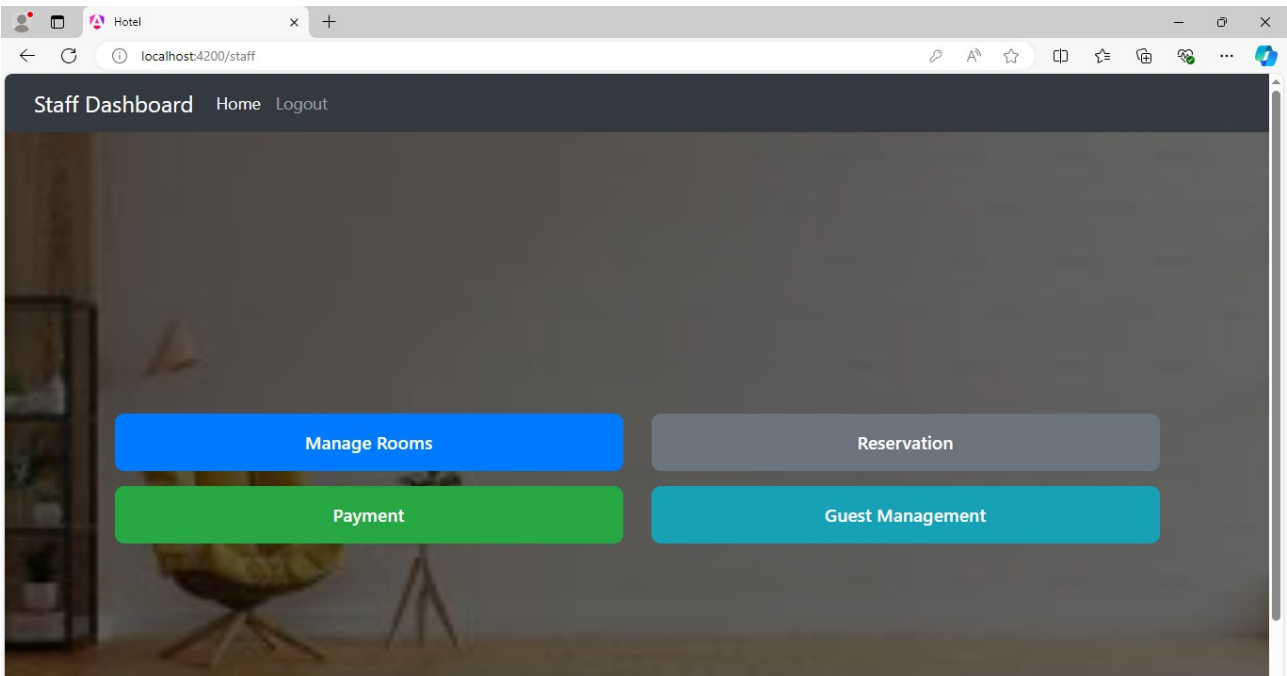 Hotel
localhost:4200/staff
Staff Dashboard Home Logout
Manage Rooms Reservation
Payment Guest Management